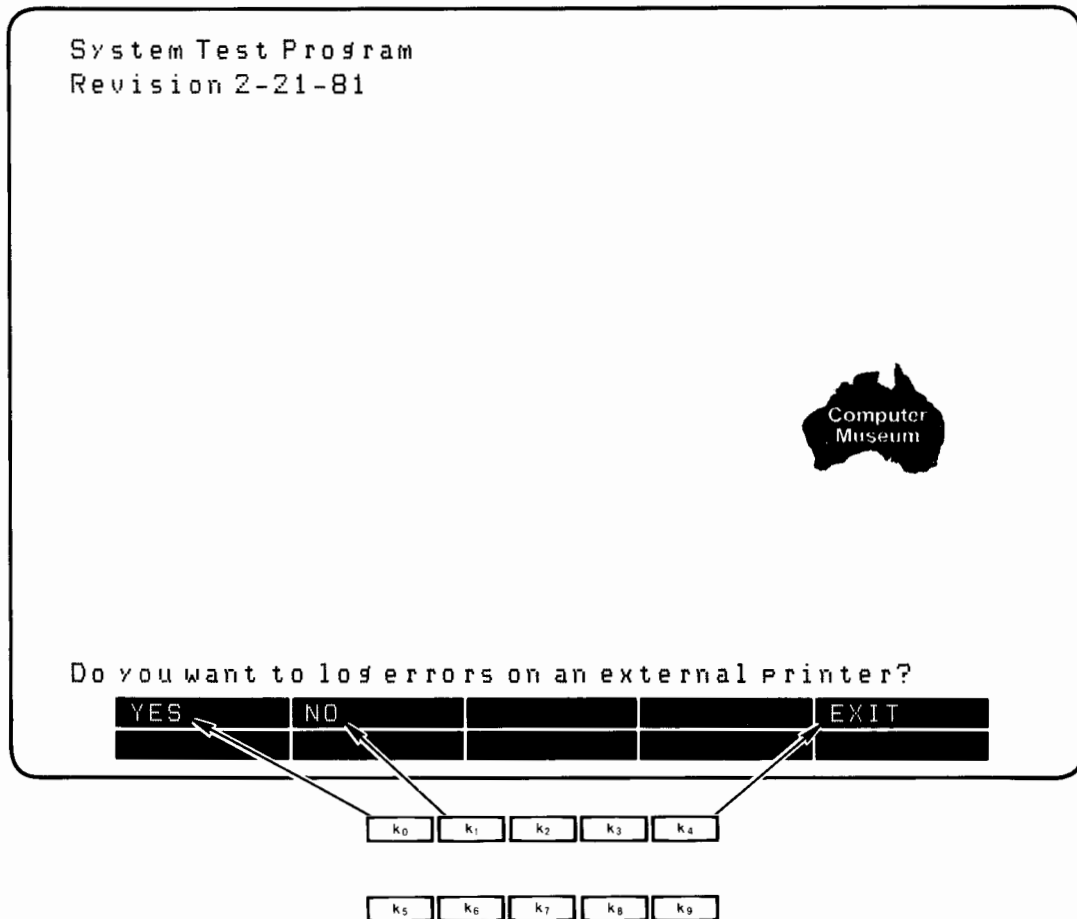 System Test Program
Revision 2-21-81
Computer
Museum
Do you want to log errors on an external printer?
YES NO EXIT
k0 k1 k2 k3 k4
k5 k6 k7 k8 k9